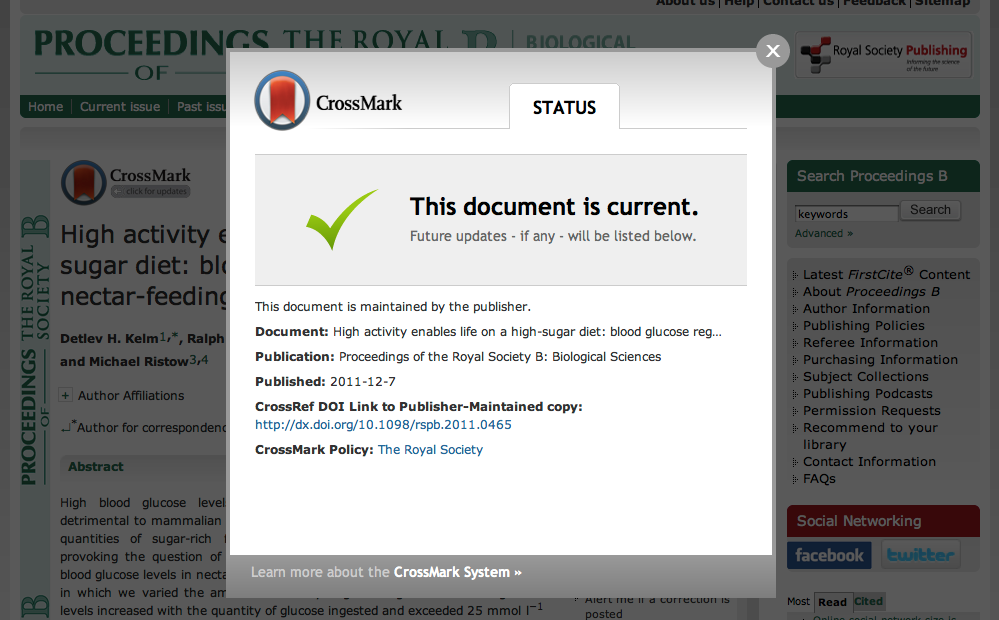 About us | Help | Contact us | Feedback | Sitemap
PROCEEDINGS THE ROYAL B | BIOLOGICAL
OF
Royal Society Publishing
Informing the science
of the future
Home Current issue Past issu
CrossMark
click for updates
High activity e
sugar diet: blo
nectar-feeding
Detlev H. Kelm1,*, Ralph
and Michael Ristow3,4
+ Author Affiliations
↵*Author for correspondenc
Abstract
High blood glucose level
detrimental to mammalian
quantities of sugar-rich f
provoking the question of
blood glucose levels in necta
in which we varied the am
levels increased with the quantity of glucose ingested and exceeded 25 mmol l−1
PROCEEDINGS OF THE ROYAL SOCIETY B
B
CrossMark
STATUS
This document is current.
Future updates - if any - will be listed below.
This document is maintained by the publisher.
Document: High activity enables life on a high-sugar diet: blood glucose reg...
Publication: Proceedings of the Royal Society B: Biological Sciences
Published: 2011-12-7
CrossRef DOI Link to Publisher-Maintained copy:
http://dx.doi.org/10.1098/rspb.2011.0465
CrossMark Policy: The Royal Society
Learn more about the CrossMark System »
Alert me if a correction is
posted
Search Proceedings B
keywords Search
Advanced »
Latest FirstCite® Content
About Proceedings B
Author Information
Publishing Policies
Referee Information
Purchasing Information
Subject Collections
Publishing Podcasts
Permission Requests
Recommend to your
library
Contact Information
FAQs
Social Networking
facebook twitter
Most Read Cited
Online social network size is